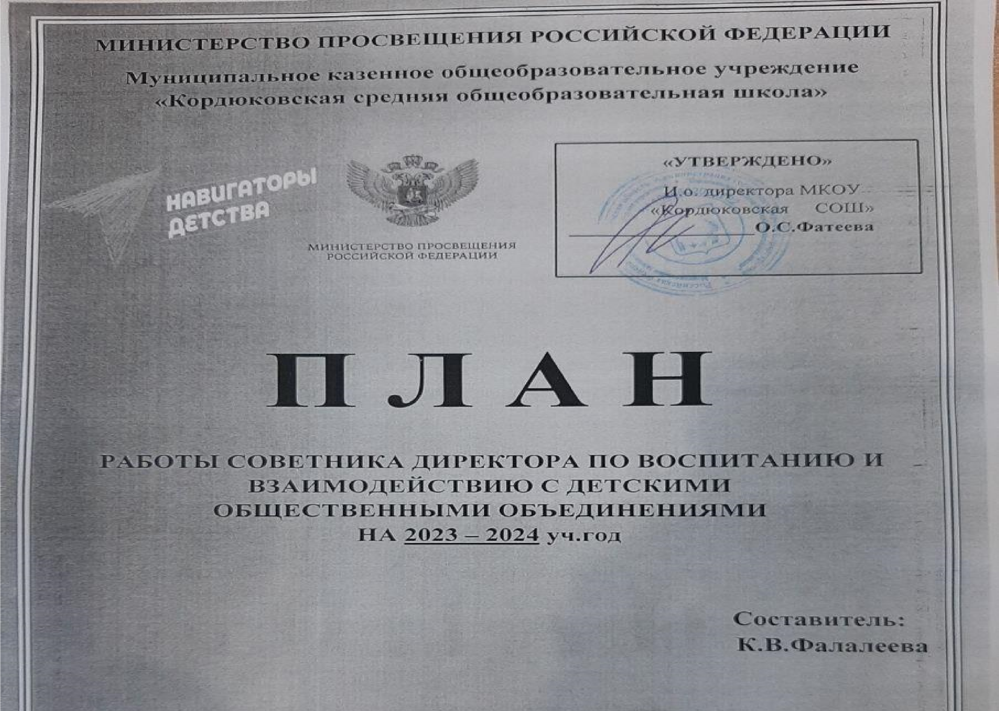 МИНИСТЕРСТВО ПРОСВЕЩЕНИЯ РОССИЙСКОЙ ФЕДЕРАЦИИ
Муниципальное казенное общеобразовательное учреждение
«Кордюковская средняя общеобразовательная школа»
НАВИГАТОРЫ
ДЕТСТВА
МИНИСТЕРСТВО ПРОСВЕЩЕНИЯ
РОССИЙСКОЙ ФЕДЕРАЦИИ
«УТВЕРЖДЕНО»
И.о. директора МКОУ
«Кордюковская СОШ»
О.С.Фатеева
П Л А Н
РАБОТЫ СОВЕТНИКА ДИРЕКТОРА ПО ВОСПИТАНИЮ И
ВЗАИМОДЕЙСТВИЮ С ДЕТСКИМИ
ОБЩЕСТВЕННЫМИ ОБЪЕДИНЕНИЯМИ
НА 2023 – 2024 уч.год
Составитель:
К.В.Фалалеева